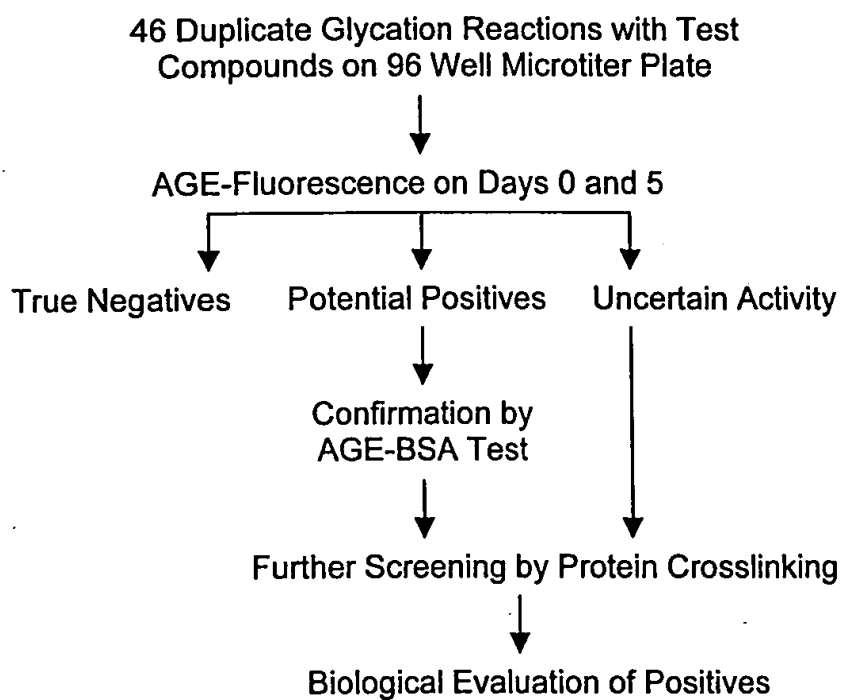 46 Duplicate Glycation Reactions with Test
Compounds on 96 Well Microtiter Plate
AGE-Fluorescence on Days 0 and 5
True Negatives
Potential Positives
Uncertain Activity
Confirmation by
AGE-BSA Test
Further Screening by Protein Crosslinking
Biological Evaluation of Positives